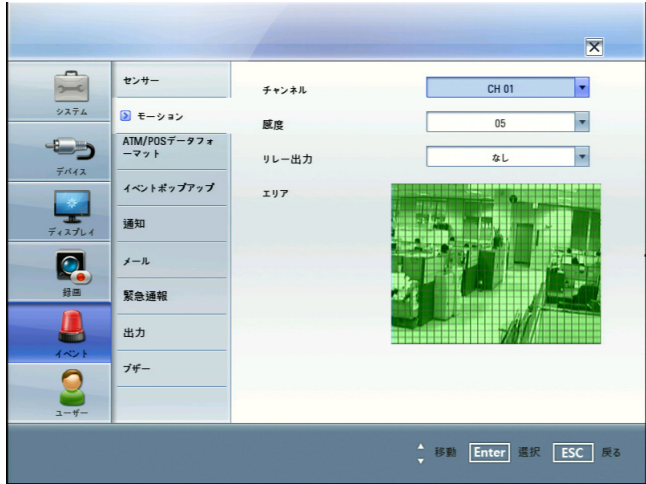 システム
デバイス
ディスプレイ
録画
イベント
ユーザー
センサー
モーション
ATM/POSデータフォ
ーマット
イベントポップアップ
通知
メール
緊急通報
出力
ブザー
チャンネル CH 01
感度 05
リレー出力 なし
エリア
移動 Enter 選択 ESC 戻る